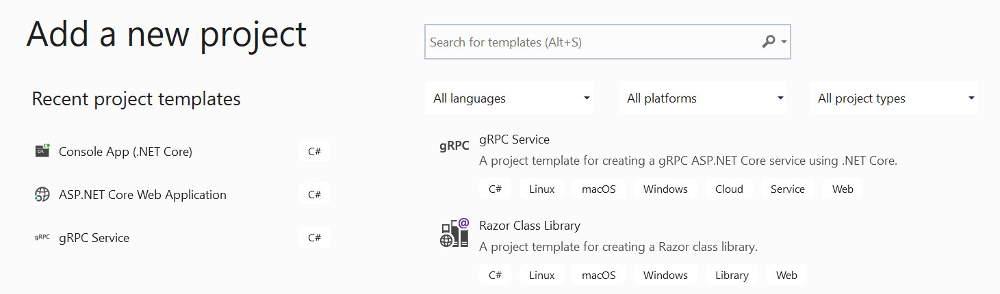 Add a new project
Search for templates (Alt+S)
Recent project templates
All languages
All platforms
All project types
Console App (.NET Core)
C#
ASP.NET Core Web Application
C#
gRPC
gRPC Service
C#
gRPC
gRPC Service
A project template for creating a gRPC ASP.NET Core service using .NET Core.
C# Linux macOS Windows Cloud Service Web
@
Razor Class Library
A project template for creating a Razor class library.
C# Linux macOS Windows Library Web